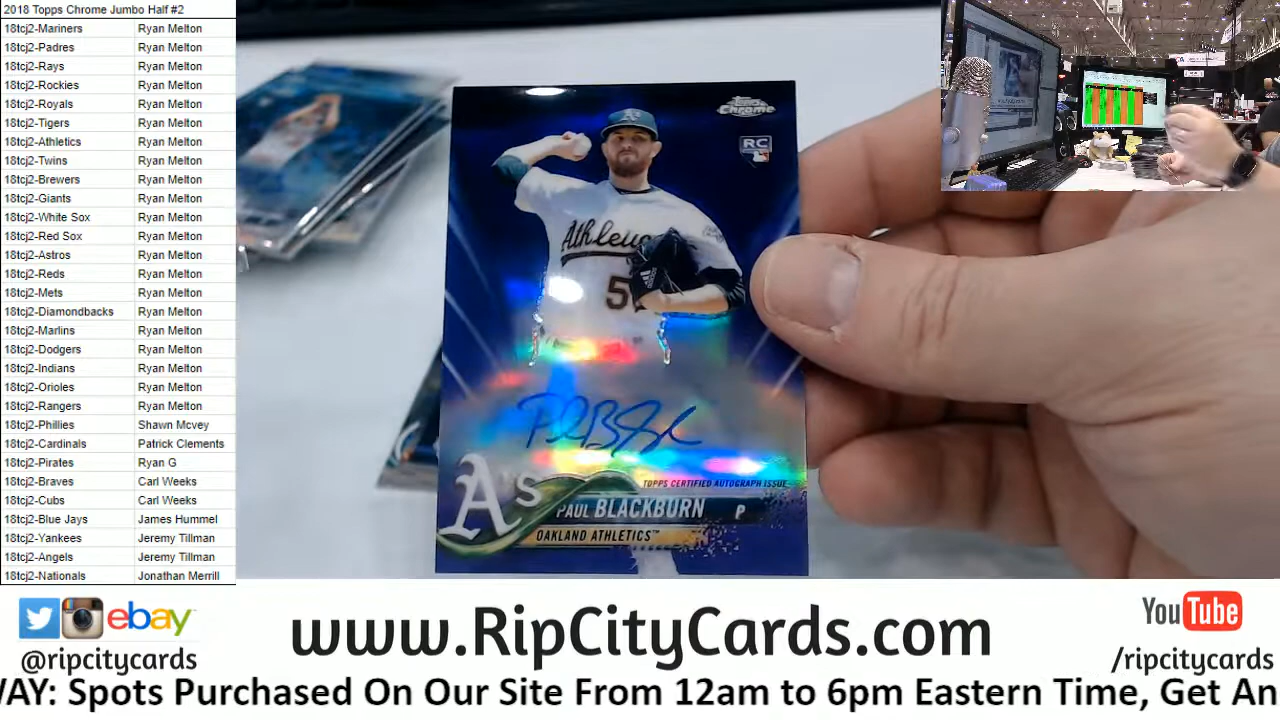 2018 Topps Chrome Jumbo Half #2
18tcj2-Mariners Ryan Melton
18tcj2-Padres Ryan Melton
18tcj2-Rays Ryan Melton
18tcj2-Rockies Ryan Melton
18tcj2-Royals Ryan Melton
18tcj2-Tigers Ryan Melton
18tcj2-Athletics Ryan Melton
18tcj2-Twins Ryan Melton
18tcj2-Brewers Ryan Melton
18tcj2-Giants Ryan Melton
18tcj2-White Sox Ryan Melton
18tcj2-Red Sox Ryan Melton
18tcj2-Astros Ryan Melton
18tcj2-Reds Ryan Melton
18tcj2-Mets Ryan Melton
18tcj2-Diamondbacks Ryan Melton
18tcj2-Marlins Ryan Melton
18tcj2-Dodgers Ryan Melton
18tcj2-Indians Ryan Melton
18tcj2-Orioles Ryan Melton
18tcj2-Rangers Ryan Melton
18tcj2-Phillies Shawn Mcvey
18tcj2-Cardinals Patrick Clements
18tcj2-Pirates Ryan G
18tcj2-Braves Carl Weeks
18tcj2-Cubs Carl Weeks
18tcj2-Blue Jays James Hummel
18tcj2-Yankees Jeremy Tillman
18tcj2-Angels Jeremy Tillman
18tcj2-Nationals Jonathan Merrill
Topps
Chrome
RC
A's
TOPPS CERTIFIED AUTOGRAPH ISSUE
A's
PAUL BLACKBURN P
OAKLAND ATHLETICS™
ebay™
@ripcitycards
www.RipCityCards.com
YouTube
/ripcitycards
WAY: Spots Purchased On Our Site From 12am to 6pm Eastern Time, Get An